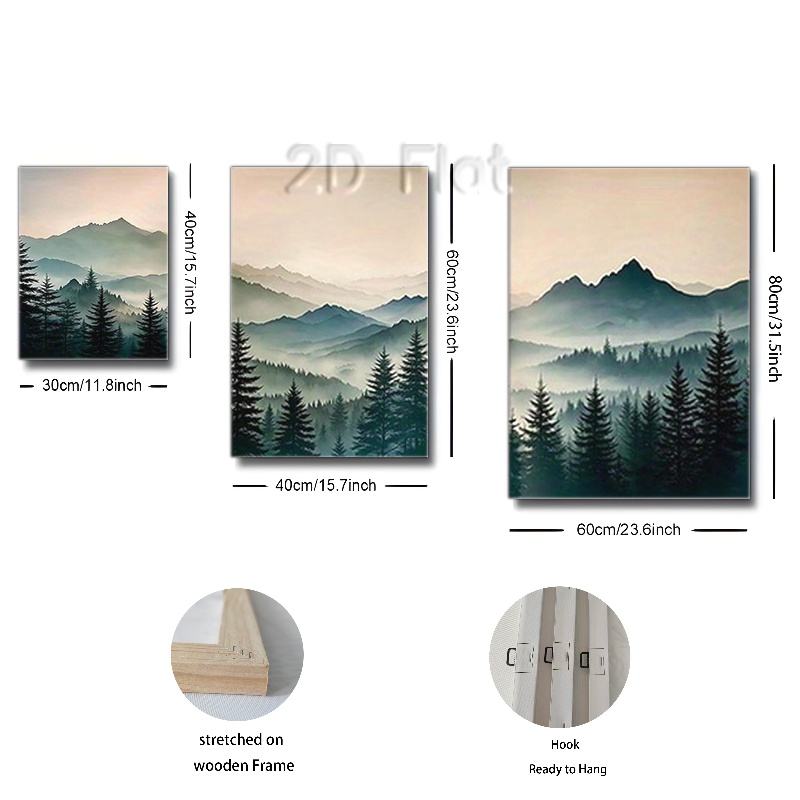 2D Flat
40cm/15.7inch
30cm/11.8inch
60cm/23.6inch
40cm/15.7inch
80cm/31.5inch
60cm/23.6inch
stretched on
wooden Frame
Hook
Ready to Hang